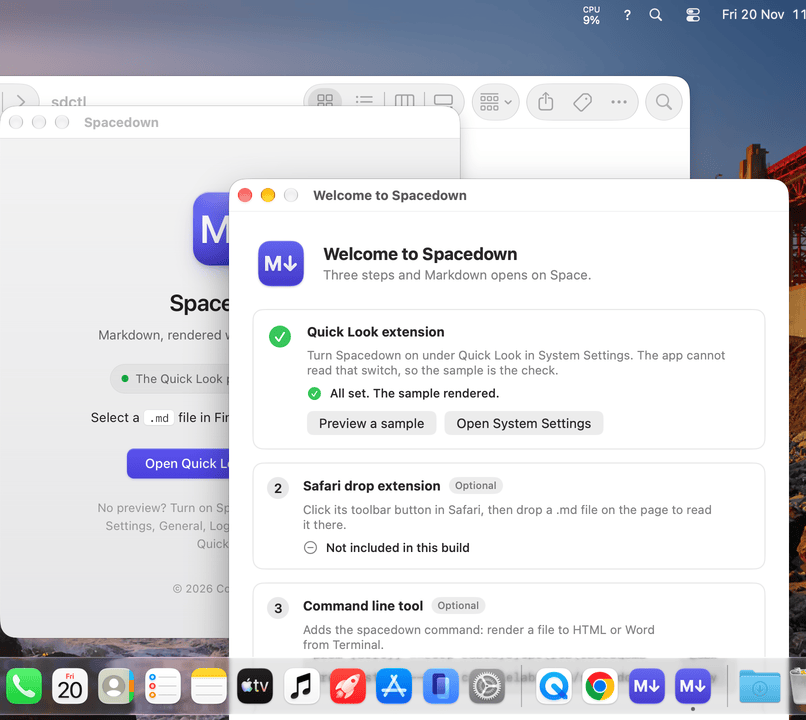 CPU
9%
?
Fri 20 Nov
11
sdctl
Spacedown
M
Space
Markdown, rendered w
The Quick Look p
Select a .md file in Fin
Open Quick Lo
No preview? Turn on Sp
Settings, General, Log
Quick
© 2026 Co
Welcome to Spacedown
M↓
Welcome to Spacedown
Three steps and Markdown opens on Space.
Quick Look extension
Turn Spacedown on under Quick Look in System Settings. The app cannot
read that switch, so the sample is the check.
All set. The sample rendered.
Preview a sample
Open System Settings
2
Safari drop extension
Optional
Click its toolbar button in Safari, then drop a .md file on the page to read
it there.
Not included in this build
3
Command line tool
Optional
Adds the spacedown command: render a file to HTML or Word
from Terminal.
Fri
20
tv
M↓
M↓